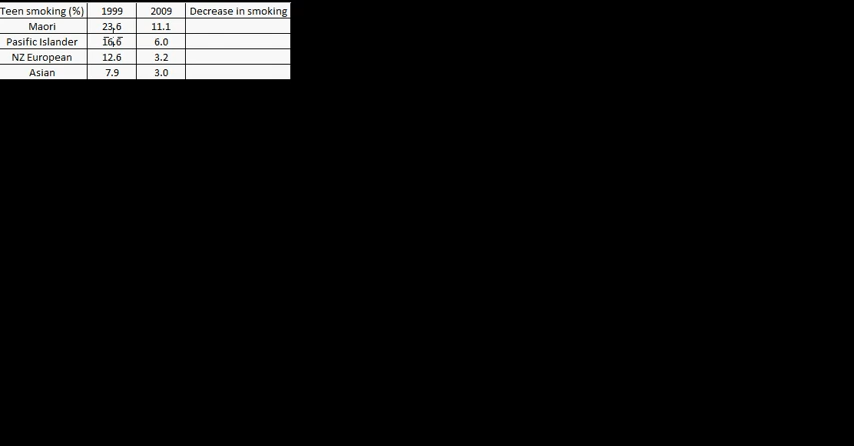 Teen smoking (%) 1999 2009 Decrease in smoking
Maori 23.6 11.1
Pasific Islander 16.6 6.0
NZ European 12.6 3.2
Asian 7.9 3.0